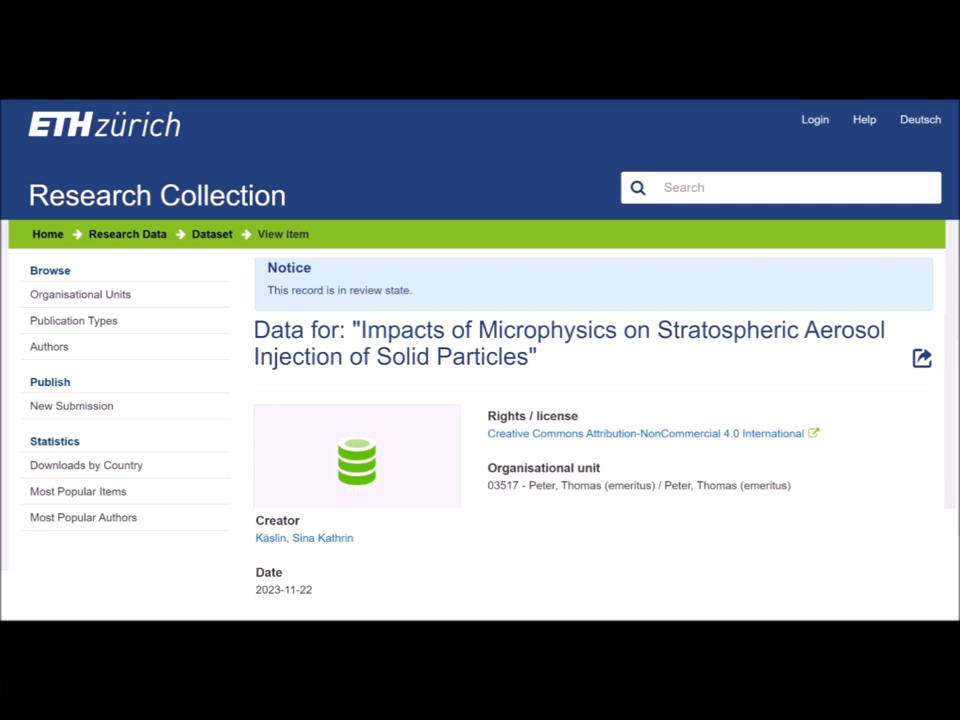 ETH zürich
Login Help Deutsch
Research Collection
Search
Home Research Data Dataset View Item
Browse
Organisational Units
Publication Types
Authors
Publish
New Submission
Statistics
Downloads by Country
Most Popular Items
Most Popular Authors
Notice
This record is in review state.
Data for: "Impacts of Microphysics on Stratospheric Aerosol
Injection of Solid Particles"
Creator
Käslin, Sina Kathrin
Date
2023-11-22
Rights / license
Creative Commons Attribution-NonCommercial 4.0 International
Organisational unit
03517 - Peter, Thomas (emeritus) / Peter, Thomas (emeritus)